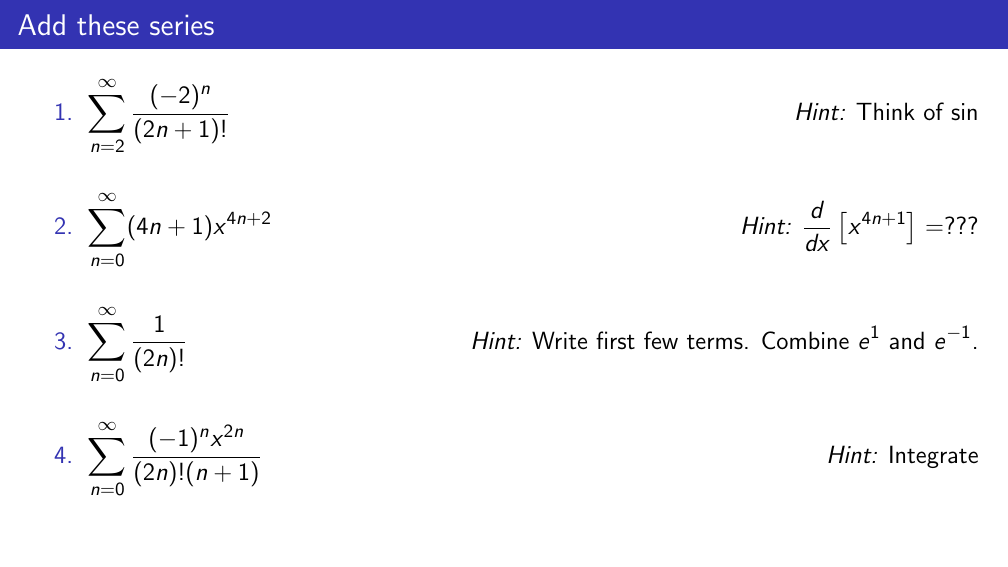 Add these series
1. $\sum_{n=2}^{\infty} \frac{(-2)^n}{(2n+1)!}$ Hint: Think of sin
2. $\sum_{n=0}^{\infty} (4n+1)x^{4n+2}$ Hint: $\frac{d}{dx}\left[x^{4n+1}\right]$ =???
3. $\sum_{n=0}^{\infty} \frac{1}{(2n)!}$ Hint: Write first few terms. Combine $e^1$ and $e^{-1}$.
4. $\sum_{n=0}^{\infty} \frac{(-1)^n x^{2n}}{(2n)!(n+1)}$ Hint: Integrate